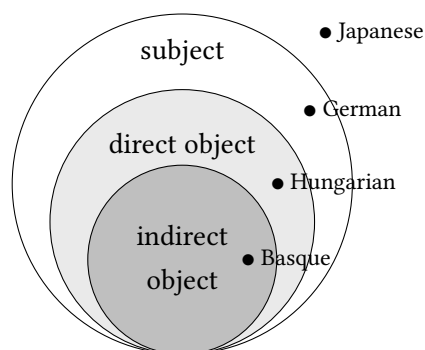 Japanese
subject
German
direct object
Hungarian
indirect
object
Basque